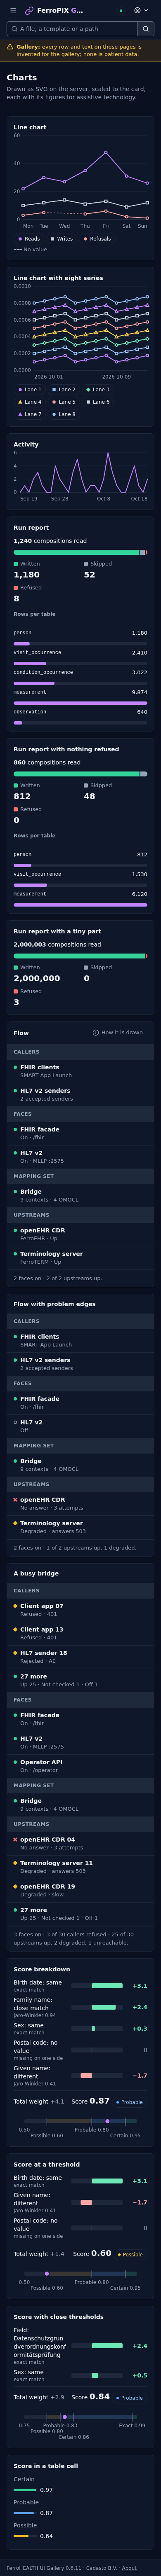 FerroPIX G…
A file, a template or a path
Gallery: every row and text on these pages is invented for the gallery; none is patient data.
Charts
Drawn as SVG on the server, scaled to the card, each with its figures for assistive technology.
Line chart
60
40
20
0
Mon Tue Wed Thu Fri Sat Sun
Reads Writes Refusals
No value
Line chart with eight series
0.0010
0.0008
0.0006
0.0004
0.0002
0.0000
2026-10-01 2026-10-09
Lane 1 Lane 2 Lane 3
Lane 4 Lane 5 Lane 6
Lane 7 Lane 8
Activity
6
4
2
0
Sep 19 Sep 28 Oct 8 Oct 18
Run report
1,240 compositions read
Written Skipped
1,180 52
Refused
8
Rows per table
person 1,180
visit_occurrence 2,410
condition_occurrence 3,022
measurement 9,874
observation 640
Run report with nothing refused
860 compositions read
Written Skipped
812 48
Refused
0
Rows per table
person 812
visit_occurrence 1,530
measurement 6,120
Run report with a tiny part
2,000,003 compositions read
Written Skipped
2,000,000 0
Refused
3
Flow How it is drawn
CALLERS
FHIR clients
SMART App Launch
HL7 v2 senders
2 accepted senders
FACES
FHIR facade
On · /fhir
HL7 v2
On · MLLP :2575
MAPPING SET
Bridge
9 contexts · 4 OMOCL
UPSTREAMS
openEHR CDR
FerroEHR · Up
Terminology server
FerroTERM · Up
2 faces on · 2 of 2 upstreams up.
Flow with problem edges
CALLERS
FHIR clients
SMART App Launch
HL7 v2 senders
2 accepted senders
FACES
FHIR facade
On · /fhir
HL7 v2
Off
MAPPING SET
Bridge
9 contexts · 4 OMOCL
UPSTREAMS
openEHR CDR
No answer · 3 attempts
Terminology server
Degraded · answers 503
2 faces on · 1 of 2 upstreams up, 1 degraded.
A busy bridge
CALLERS
Client app 07
Refused · 401
Client app 13
Refused · 401
HL7 sender 18
Rejected · AE
27 more
Up 25 · Not checked 1 · Off 1
FACES
FHIR facade
On · /fhir
HL7 v2
On · MLLP :2575
Operator API
On · /operator
MAPPING SET
Bridge
9 contexts · 4 OMOCL
UPSTREAMS
openEHR CDR 04
No answer · 3 attempts
Terminology server 11
Degraded · answers 503
openEHR CDR 19
Degraded · slow
27 more
Up 25 · Not checked 1 · Off 1
3 faces on · 3 of 30 callers refused · 25 of 30 upstreams up, 2 degraded, 1 unreachable.
Score breakdown
Birth date: same +3.1
exact match
Family name: close match +2.4
Jaro-Winkler 0.94
Sex: same +0.3
exact match
Postal code: no value 0
missing on one side
Given name: different −1.7
Jaro-Winkler 0.41
Total weight +4.1 Score 0.87 Probable
0.50 Probable 0.80
Possible 0.60 Certain 0.95
Score at a threshold
Birth date: same +3.1
exact match
Given name: different −1.7
Jaro-Winkler 0.41
Postal code: no value 0
missing on one side
Total weight +1.4 Score 0.60 Possible
0.50 Probable 0.80
Possible 0.60 Certain 0.95
Score with close thresholds
Field:
Datenschutzgrun
dverordnungskonf
ormitätsprüfung +2.4
exact match
Sex: same +0.5
exact match
Total weight +2.9 Score 0.84 Probable
0.75 Probable 0.83 Exact 0.99
Possible 0.80
Certain 0.86
Score in a table cell
Certain
0.97
Probable
0.87
Possible
0.64
FerroHEALTH UI Gallery 0.6.11 · Cadasto B.V. · About